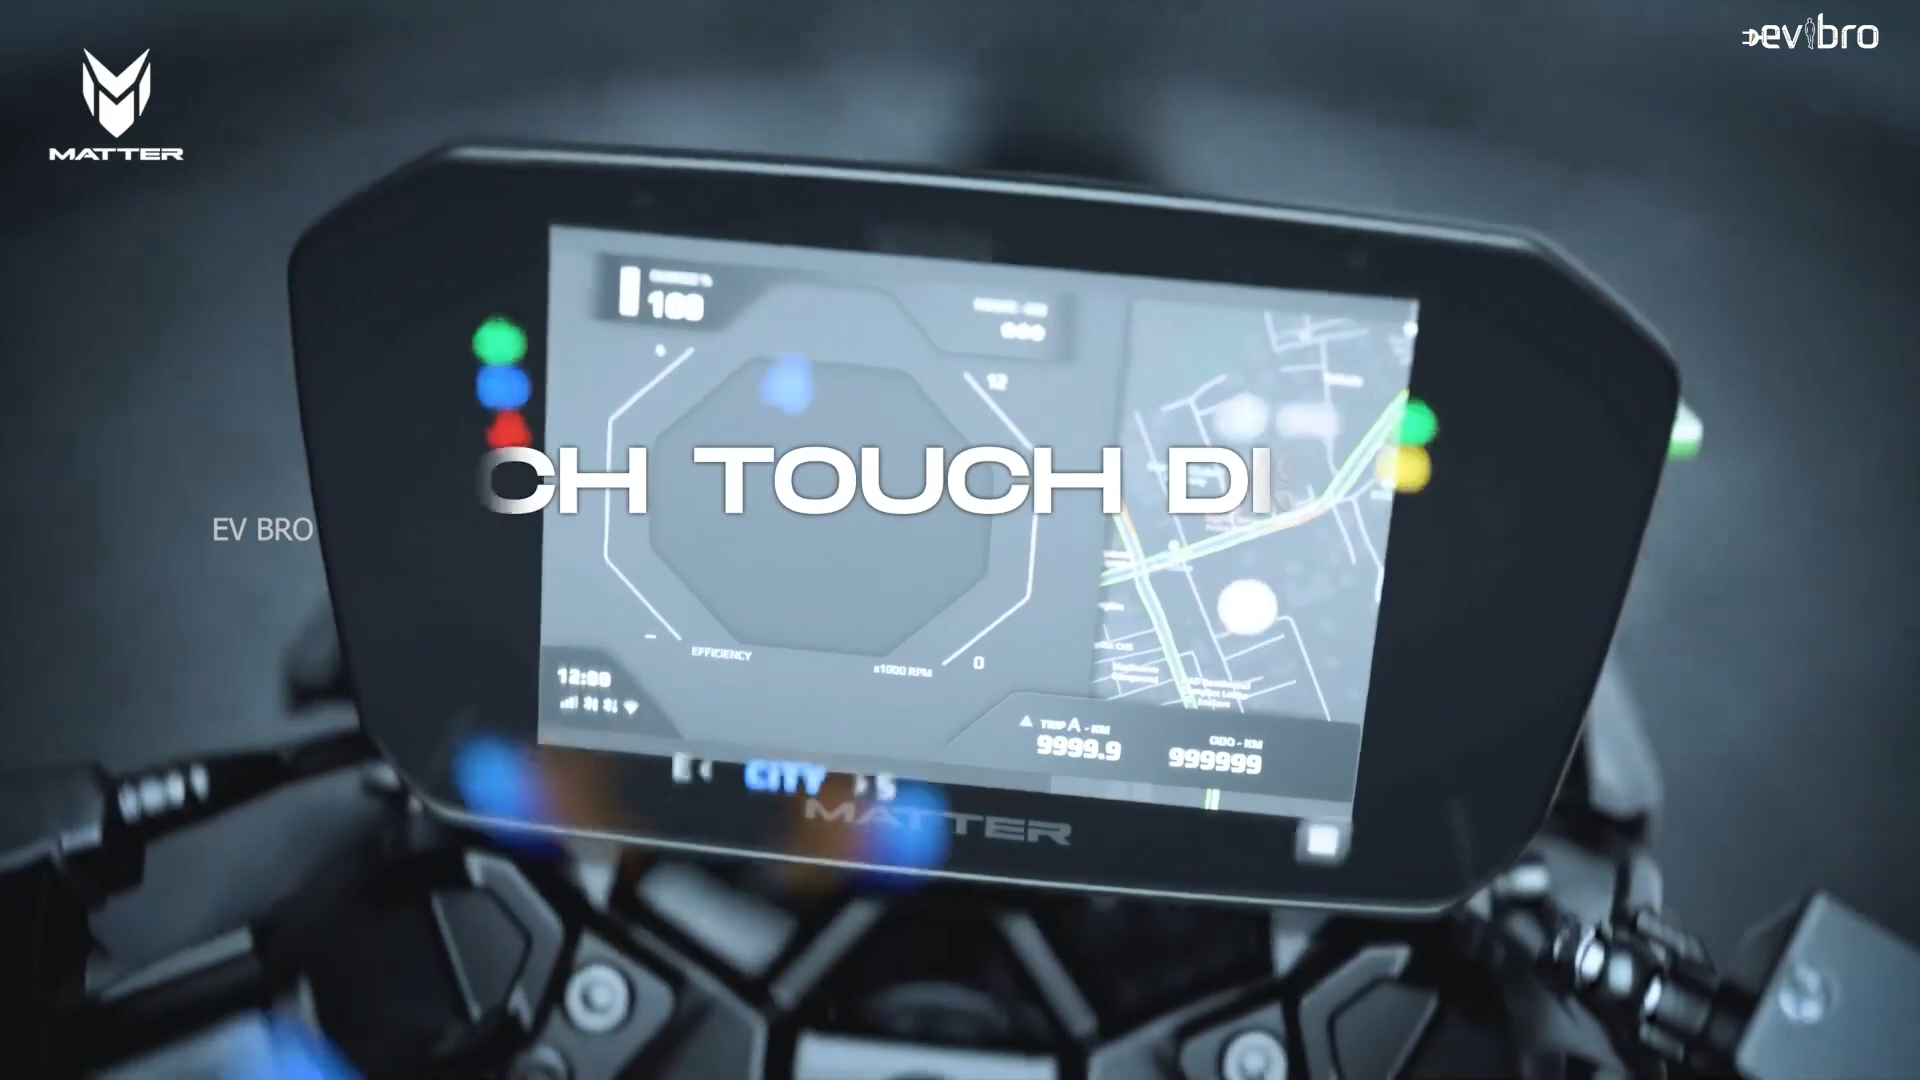 evbro
MATTER
100
12
CH TOUCH DI
EV BRO
EFFICIENCY
x1000 RPM
0
12:00
TRIP A - KM
9999.9
ODO - KM
999999
CITY
MATTER